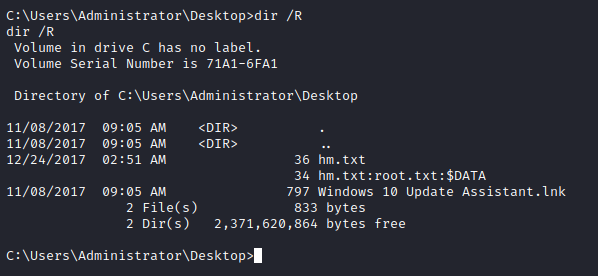 C:\Users\Administrator\Desktop>dir /R
dir /R
 Volume in drive C has no label.
 Volume Serial Number is 71A1-6FA1

 Directory of C:\Users\Administrator\Desktop

11/08/2017  09:05 AM    <DIR>          .
11/08/2017  09:05 AM    <DIR>          ..
12/24/2017  02:51 AM                36 hm.txt
                                    34 hm.txt:root.txt:$DATA
11/08/2017  09:05 AM               797 Windows 10 Update Assistant.lnk
               2 File(s)            833 bytes
               2 Dir(s)   2,371,620,864 bytes free

C:\Users\Administrator\Desktop>